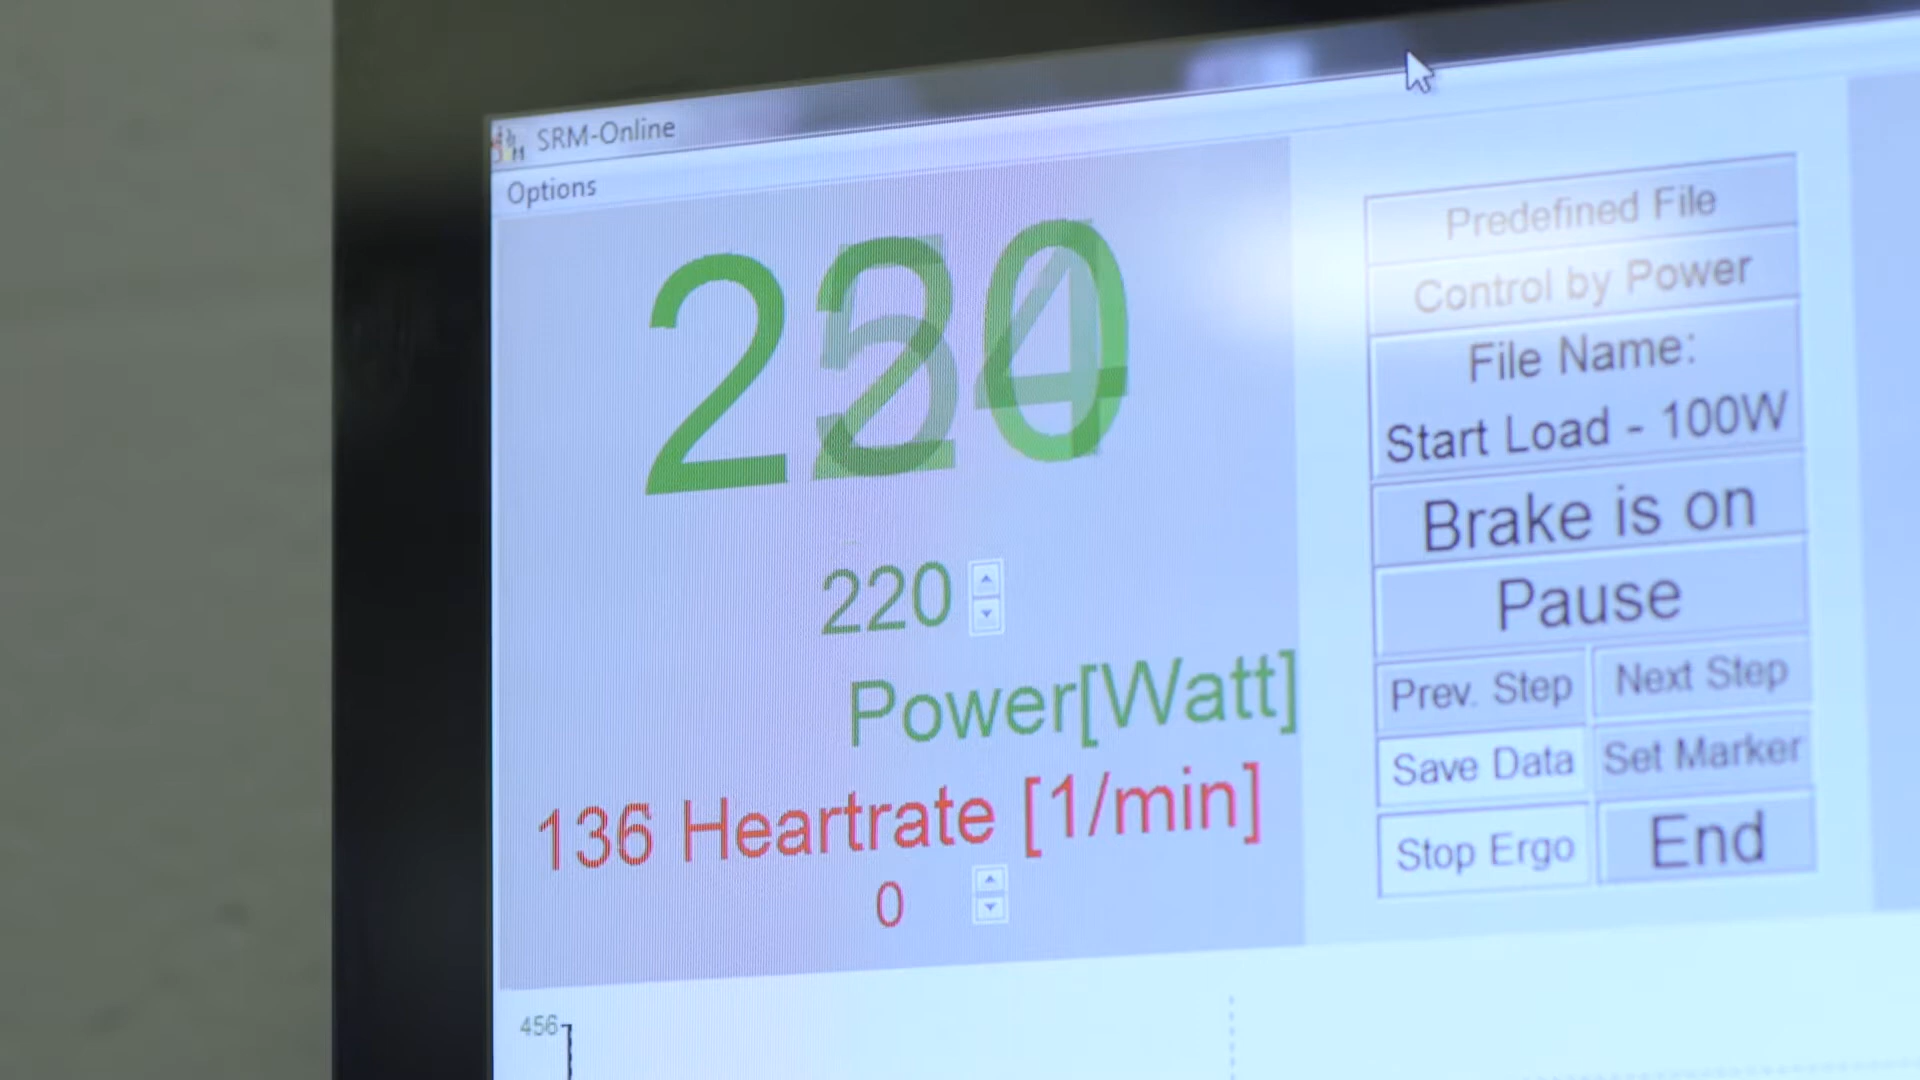 SRM-Online
Options
220
Power[Watt]
136 Heartrate [1/min]
0
456
Predefined File
Control by Power
File Name:
Start Load - 100W
Brake is on
Pause
Prev. Step
Next Step
Save Data
Set Marker
Stop Ergo
End